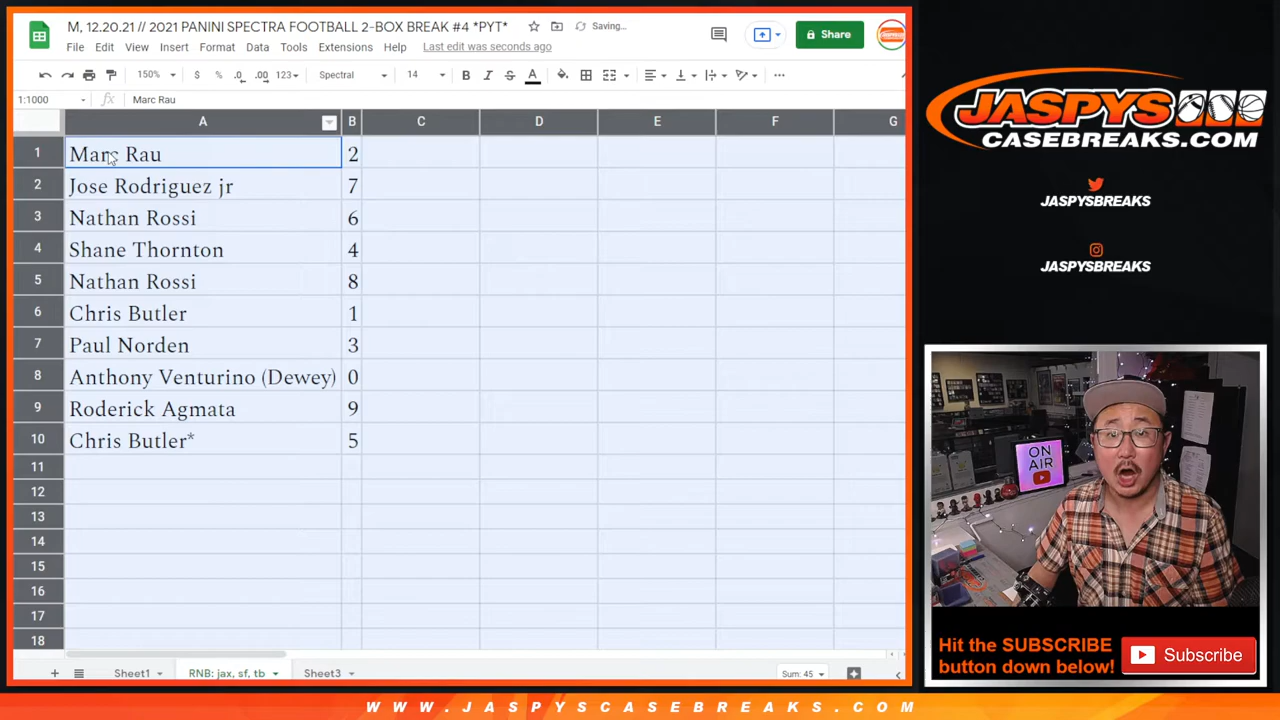 M, 12.20.21 // 2021 PANINI SPECTRA FOOTBALL 2-BOX BREAK #4 *PYT*
Saving...
File Edit View Insert Format Data Tools Extensions Help Last edit was seconds ago
Share
150% $ % .0 .00 123 Spectral 14 B I S A
1:1000 fx Marc Rau
A B C D E F G
1 Marc Rau 2
2 Jose Rodriguez jr 7
3 Nathan Rossi 6
4 Shane Thornton 4
5 Nathan Rossi 8
6 Chris Butler 1
7 Paul Norden 3
8 Anthony Venturino (Dewey) 0
9 Roderick Agmata 9
10 Chris Butler* 5
11
12
13
14
15
16
17
18
Sheet1 RNB: jax, sf, tb Sheet3 Sum: 45
JASPYS
CASEBREAKS.COM
JASPYSBREAKS
JASPYSBREAKS
ON
AIR
Hit the SUBSCRIBE
button down below!
Subscribe
WWW.JASPYSCASEBREAKS.COM